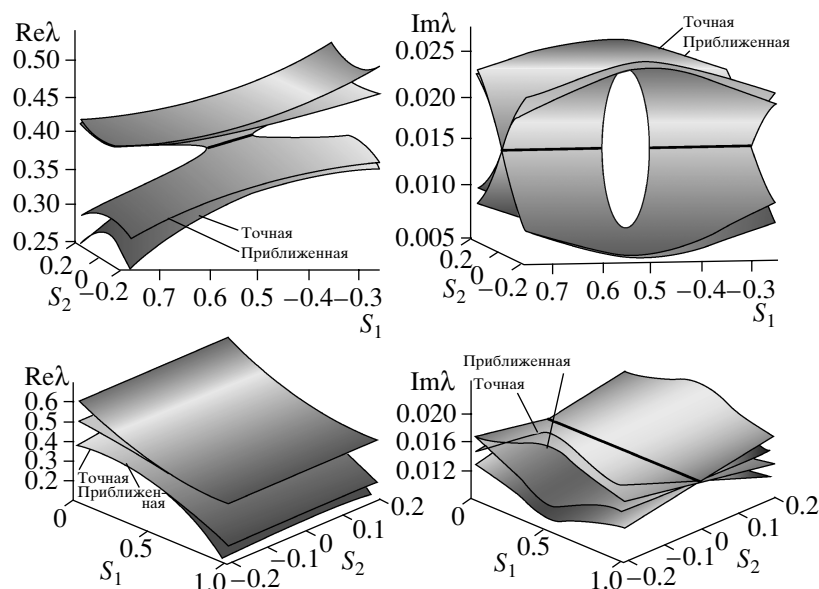 Reλ
0.50
0.45
0.40
0.35
0.30
0.25
0.2
0
−0.2
S2
0.7
0.6
0.5
−0.4
−0.3
S1
Точная
Приближенная
Imλ
0.025
0.020
0.015
0.010
0.005
0.2
0
−0.2
S2
0.7
0.6
0.5
−0.4
−0.3
S1
Точная
Приближенная
Reλ
0.6
0.5
0.4
0.3
0.2
Точная
Приближен-
ная
0
0.5
1.0
S1
−0.2
−0.1
0
0.1
0.2
S2
Imλ
0.020
0.016
0.012
Приближенная
Точная
0
0.5
1.0
S1
−0.2
−0.1
0
0.1
0.2
S2